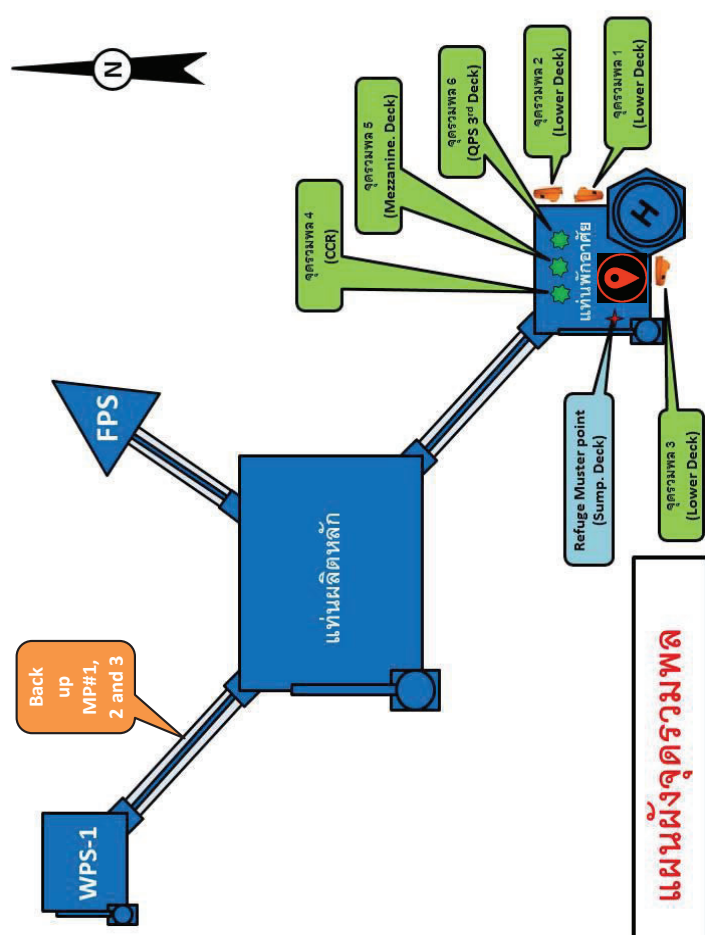 N
จุดรวมพล 4
(CCR)
จุดรวมพล 5
(Mezzanine. Deck)
จุดรวมพล 6
(QPS 3rd Deck)
จุดรวมพล 2
(Lower Deck)
จุดรวมพล 1
(Lower Deck)
FPS
แท่นพักอาศัย
H
Back
up
MP#1,
2 and 3
แท่นผลิตหลัก
WPS-1
Refuge Muster point
(Sump. Deck)
จุดรวมพล 3
(Lower Deck)
แผนผังจุดรวมพล